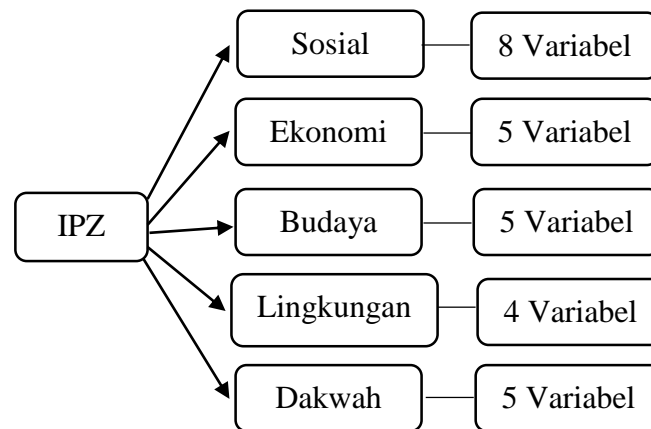 Sosial
8 Variabel
Ekonomi
5 Variabel
IPZ
Budaya
5 Variabel
Lingkungan
4 Variabel
Dakwah
5 Variabel